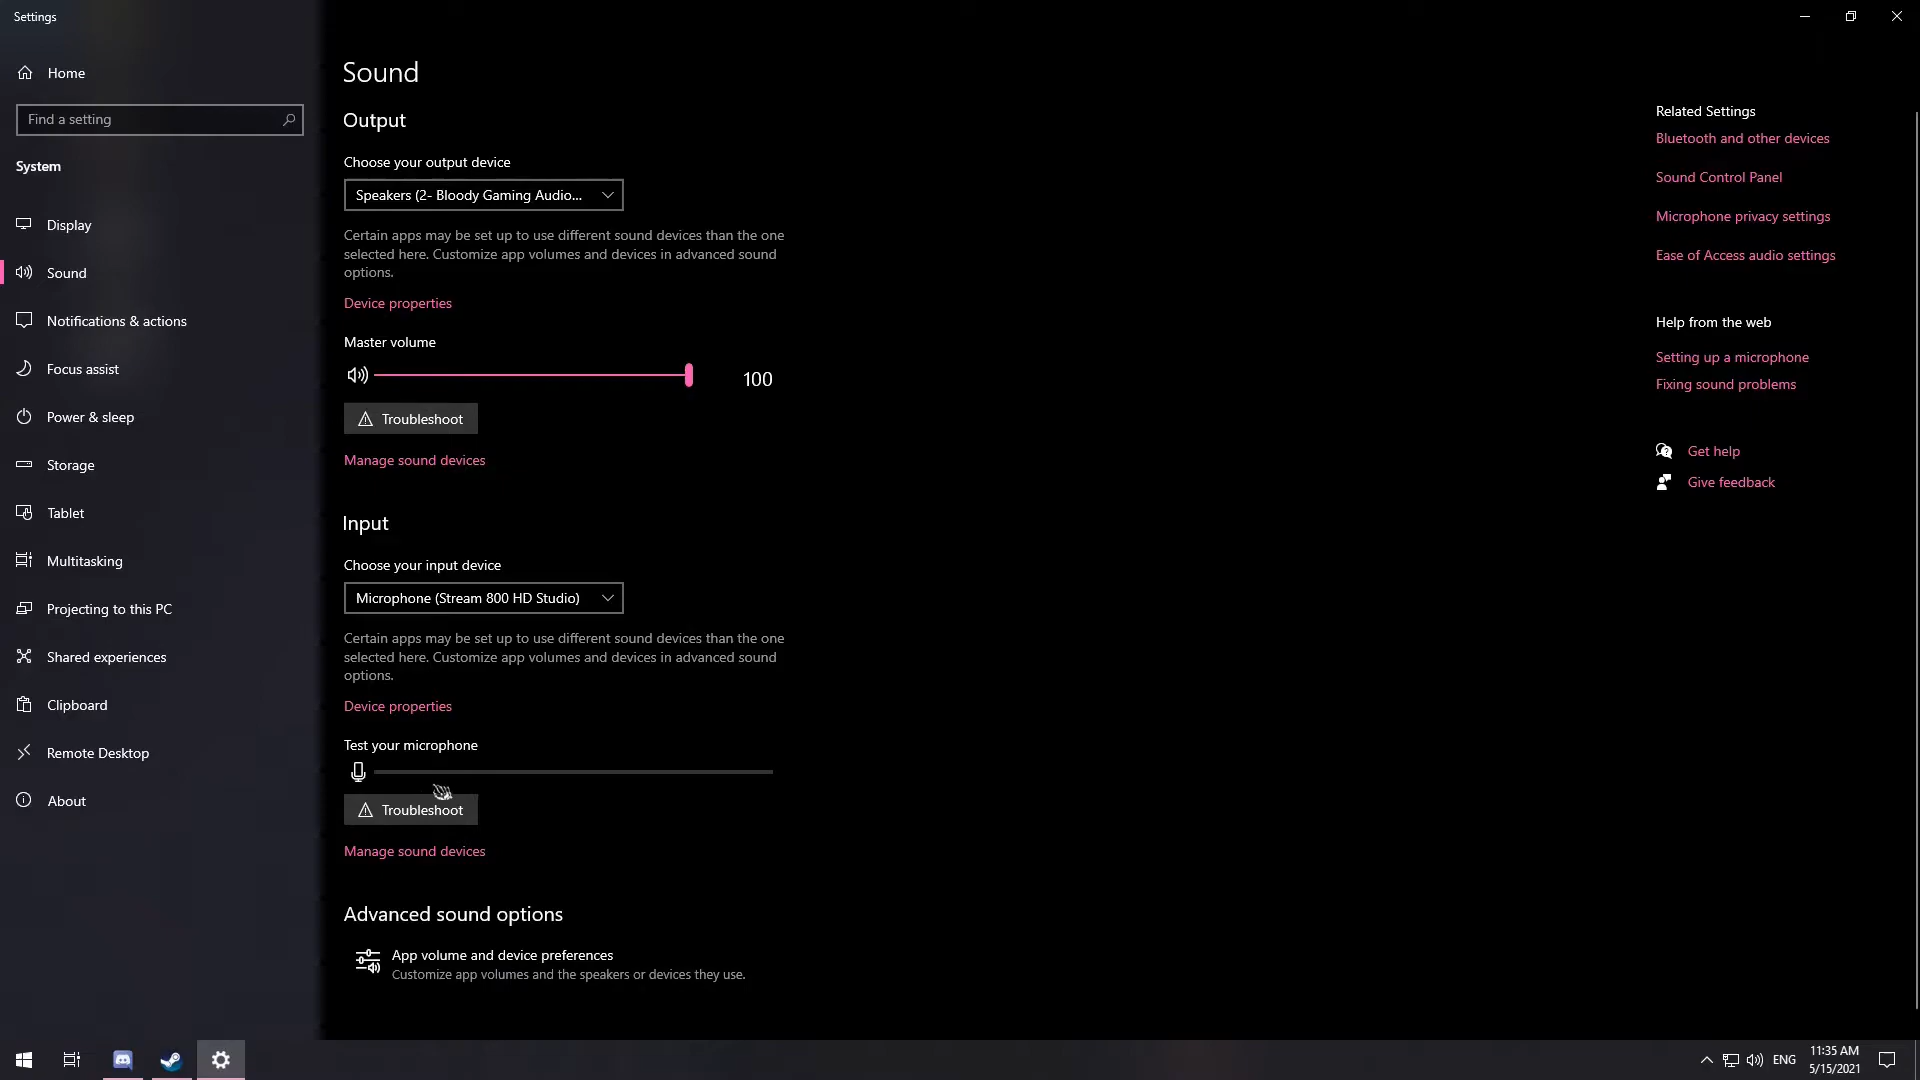 Settings
Home
Find a setting
System
Display
Sound
Notifications & actions
Focus assist
Power & sleep
Storage
Tablet
Multitasking
Projecting to this PC
Shared experiences
Clipboard
Remote Desktop
About
Sound
Output
Choose your output device
Speakers (2- Bloody Gaming Audio...
Certain apps may be set up to use different sound devices than the one
selected here. Customize app volumes and devices in advanced sound
options.
Device properties
Master volume
100
Troubleshoot
Manage sound devices
Input
Choose your input device
Microphone (Stream 800 HD Studio)
Certain apps may be set up to use different sound devices than the one
selected here. Customize app volumes and devices in advanced sound
options.
Device properties
Test your microphone
Troubleshoot
Manage sound devices
Advanced sound options
App volume and device preferences
Customize app volumes and the speakers or devices they use.
Related Settings
Bluetooth and other devices
Sound Control Panel
Microphone privacy settings
Ease of Access audio settings
Help from the web
Setting up a microphone
Fixing sound problems
Get help
Give feedback
ENG
11:35 AM
5/15/2021